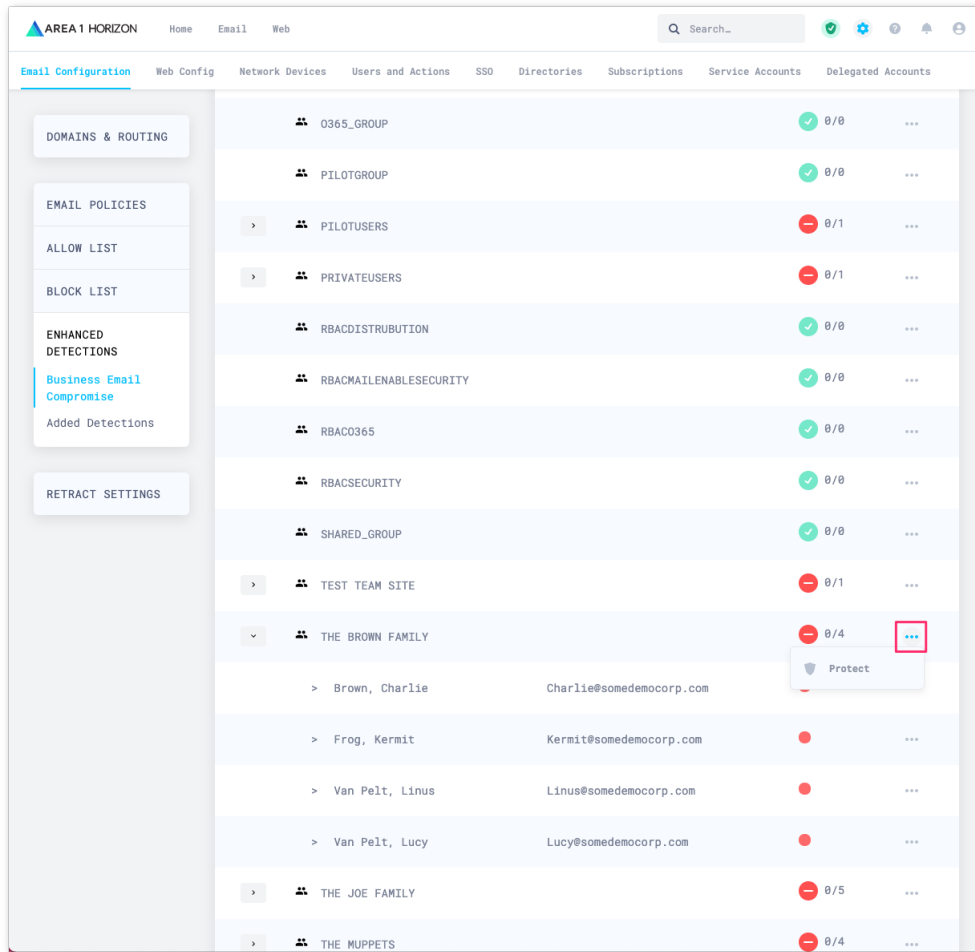 AREA 1 HORIZON Home Email Web Search…
Email Configuration Web Config Network Devices Users and Actions SSO Directories Subscriptions Service Accounts Delegated Accounts
DOMAINS & ROUTING
EMAIL POLICIES
ALLOW LIST
BLOCK LIST
ENHANCED
DETECTIONS
Business Email
Compromise
Added Detections
RETRACT SETTINGS
O365_GROUP 0/0
PILOTGROUP 0/0
PILOTUSERS 0/1
PRIVATEUSERS 0/1
RBACDISTRUBUTION 0/0
RBACMAILENABLESECURITY 0/0
RBACO365 0/0
RBACSECURITY 0/0
SHARED_GROUP 0/0
TEST TEAM SITE 0/1
THE BROWN FAMILY 0/4
Protect
> Brown, Charlie Charlie@somedemocorp.com
> Frog, Kermit Kermit@somedemocorp.com
> Van Pelt, Linus Linus@somedemocorp.com
> Van Pelt, Lucy Lucy@somedemocorp.com
THE JOE FAMILY 0/5
THE MUPPETS 0/4